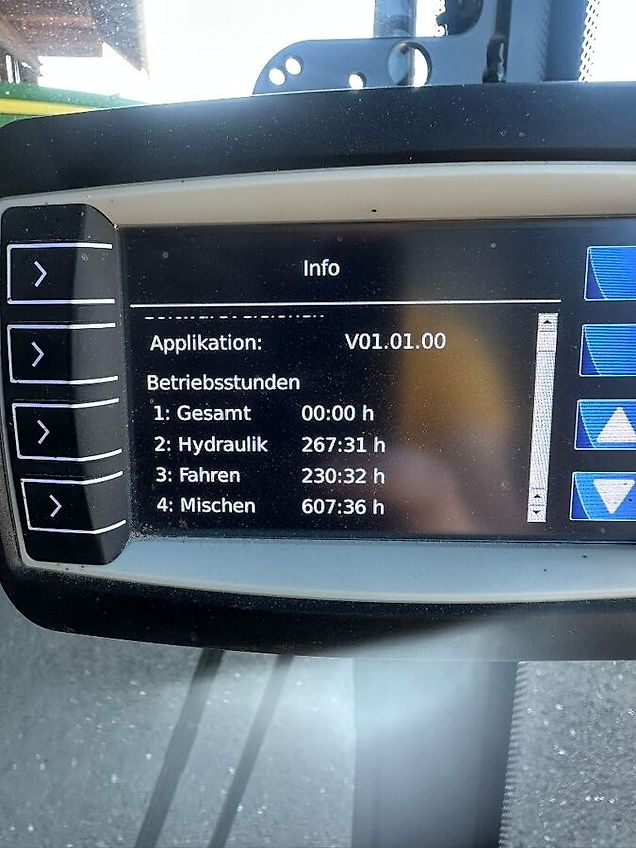 Info
Applikation: V01.01.00
Betriebsstunden
1: Gesamt 00:00 h
2: Hydraulik 267:31 h
3: Fahren 230:32 h
4: Mischen 607:36 h